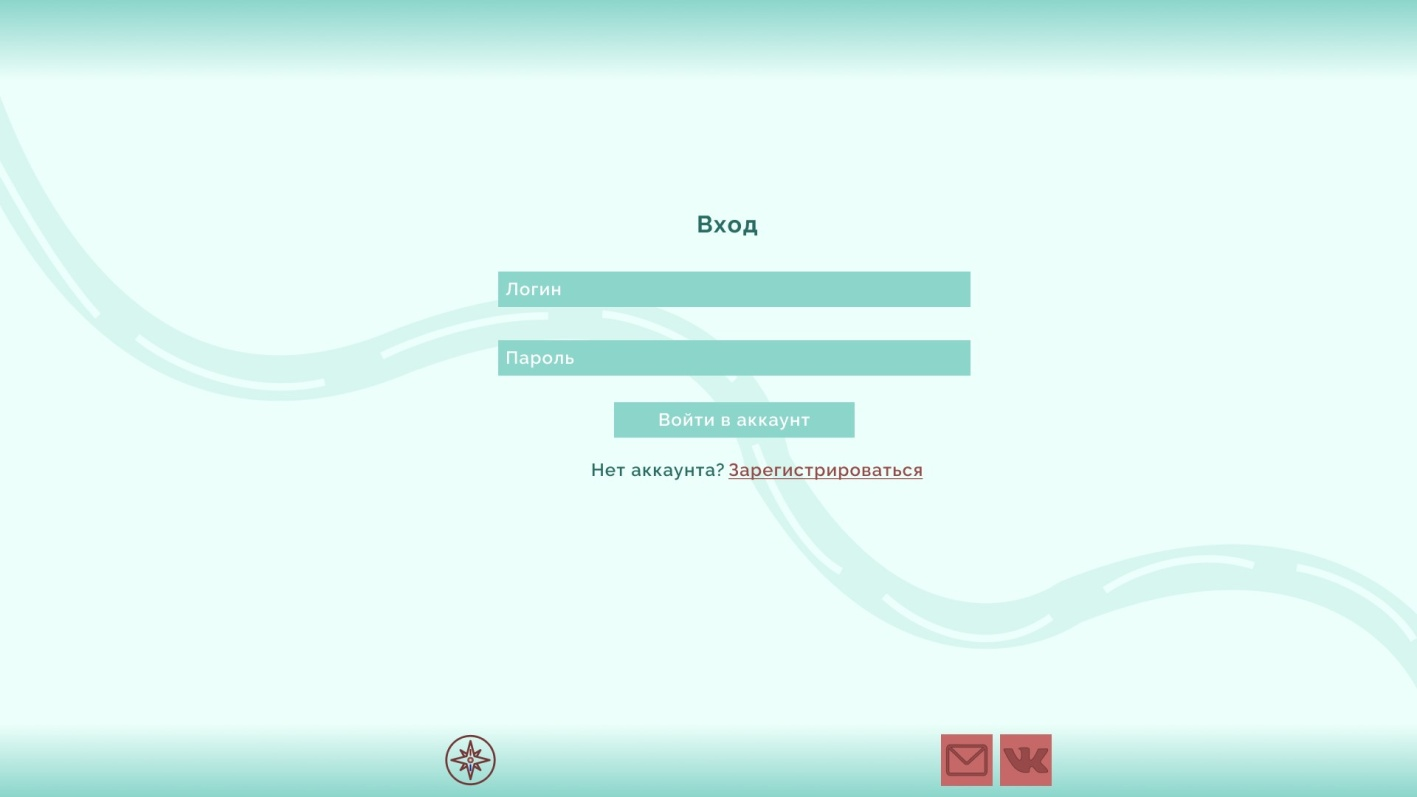 Вход
Логин
Пароль
Войти в аккаунт
Нет аккаунта? Зарегистрироваться